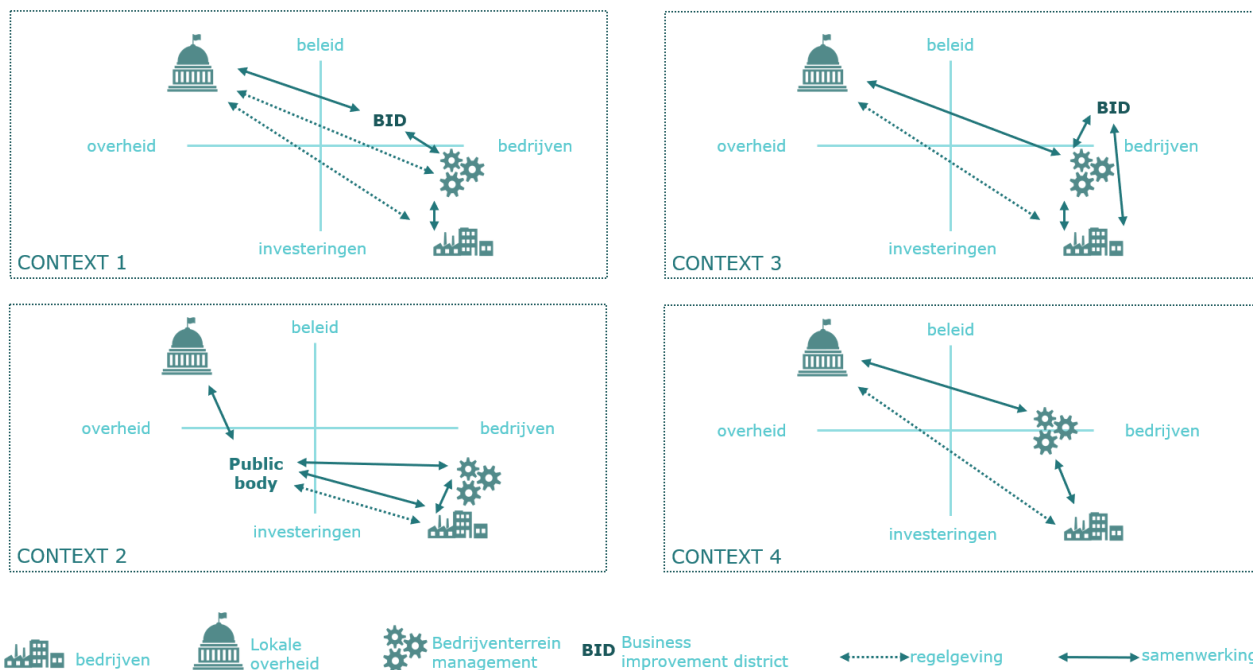 beleid
BID
overheid
bedrijven
investeringen
CONTEXT 1
beleid
BID
overheid
bedrijven
investeringen
CONTEXT 3
beleid
overheid
bedrijven
Public
body
investeringen
CONTEXT 2
beleid
overheid
bedrijven
investeringen
CONTEXT 4
bedrijven
Lokale
overheid
Bedrijventerrein
management
BID
Business
improvement district
regelgeving
samenwerking